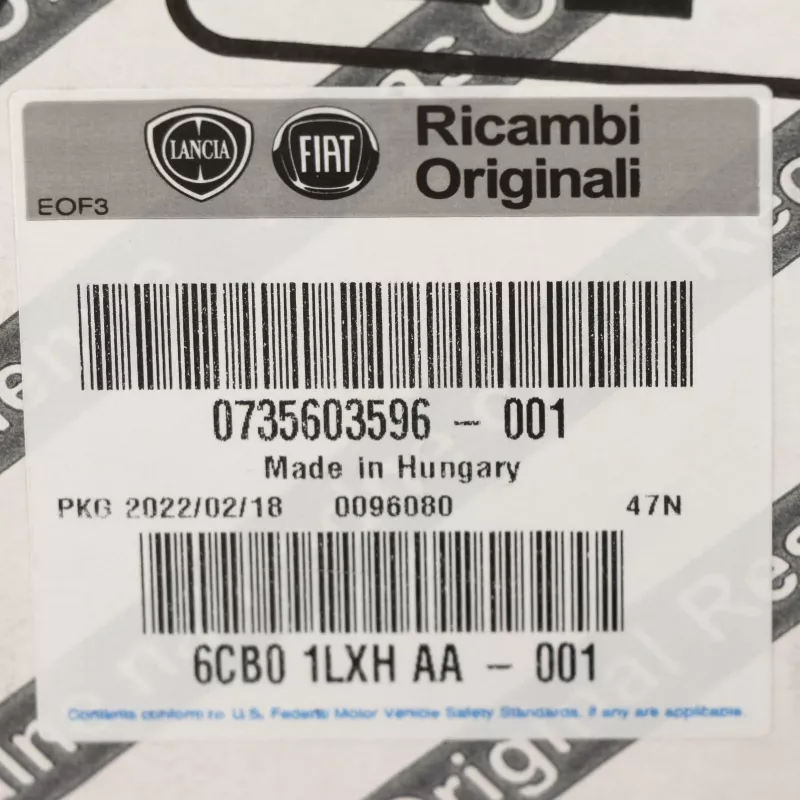 LANCIA
FIAT
Ricambi
Originali
EOF3
0735603596 - 001
Made in Hungary
PKG 2022/02/18 0096080 47N
6CB0 1LXH AA - 001
Contents conform to U.S. Federal Motor Vehicle Safety Standards, if any are applicable.